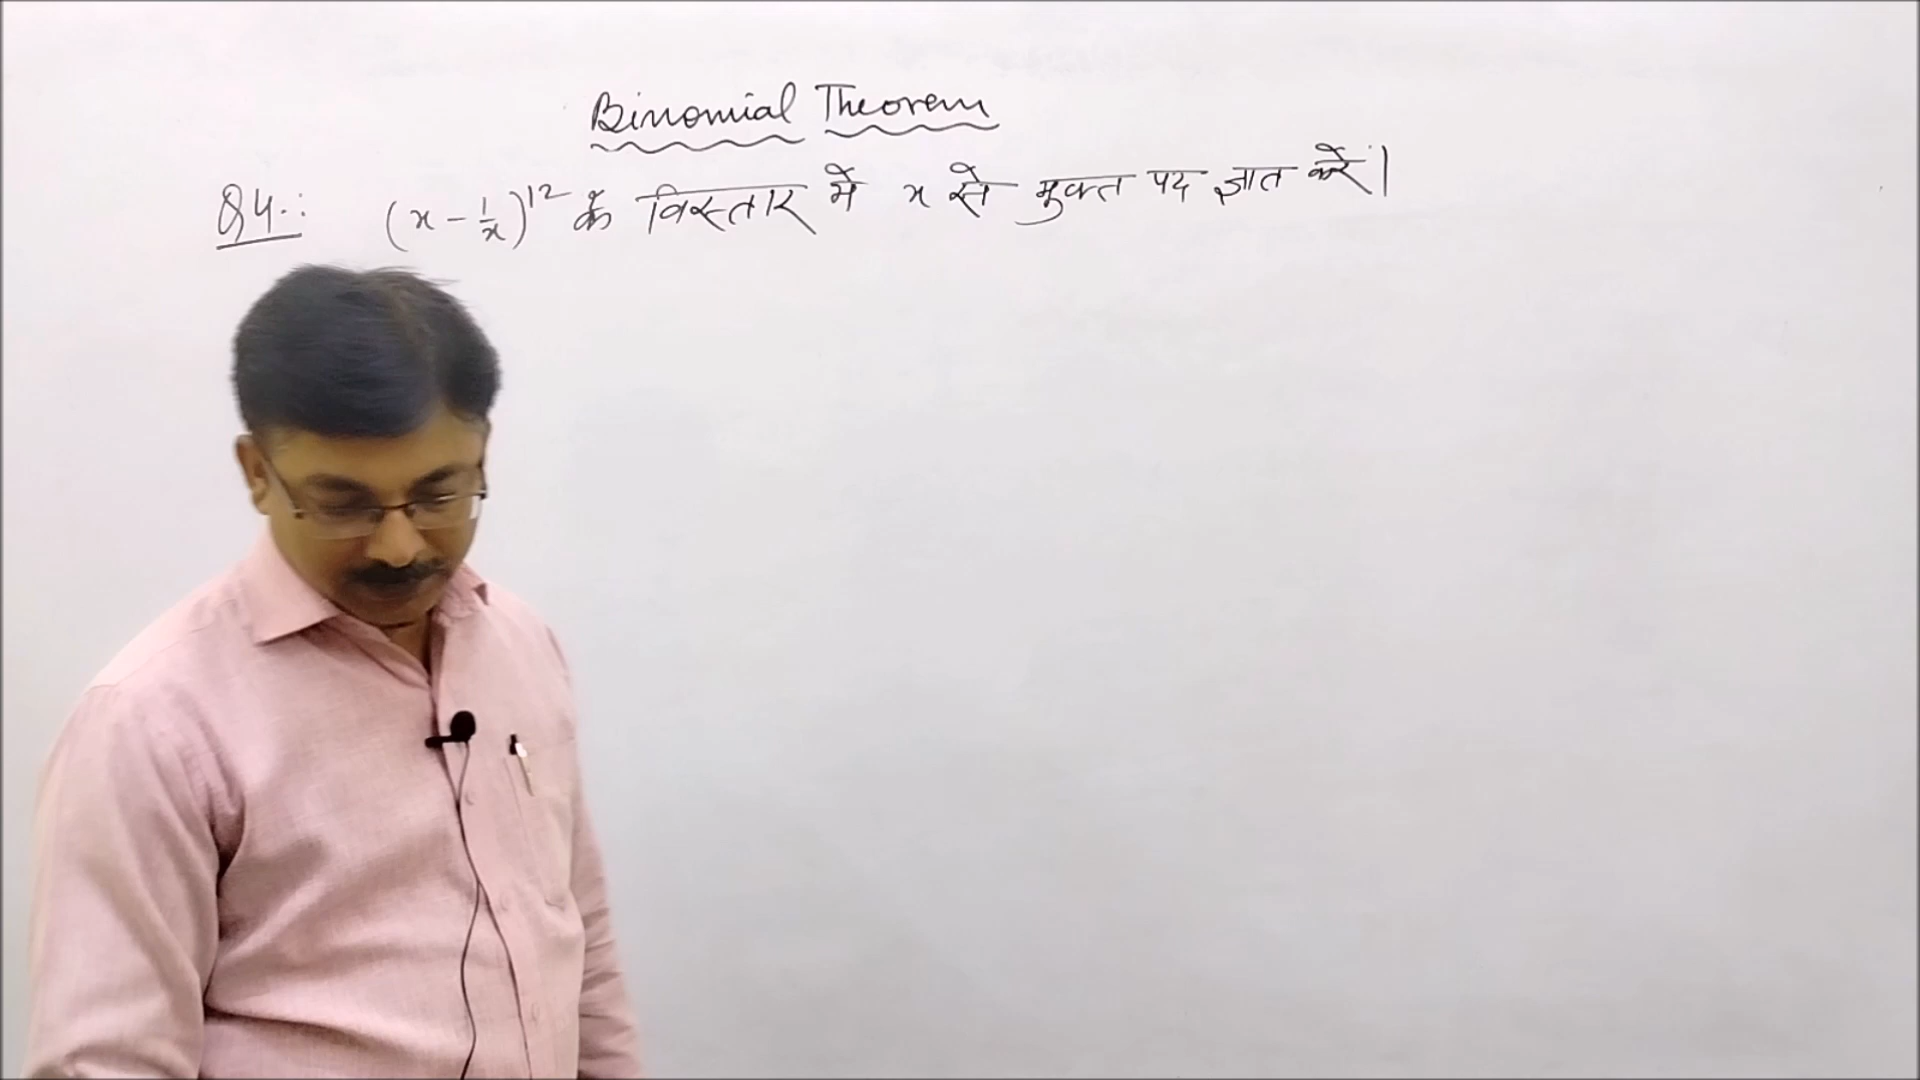 Binomial Theorem
Q4.: (x - 1/x)^12 के विस्तार में x से मुक्त पद ज्ञात करें।